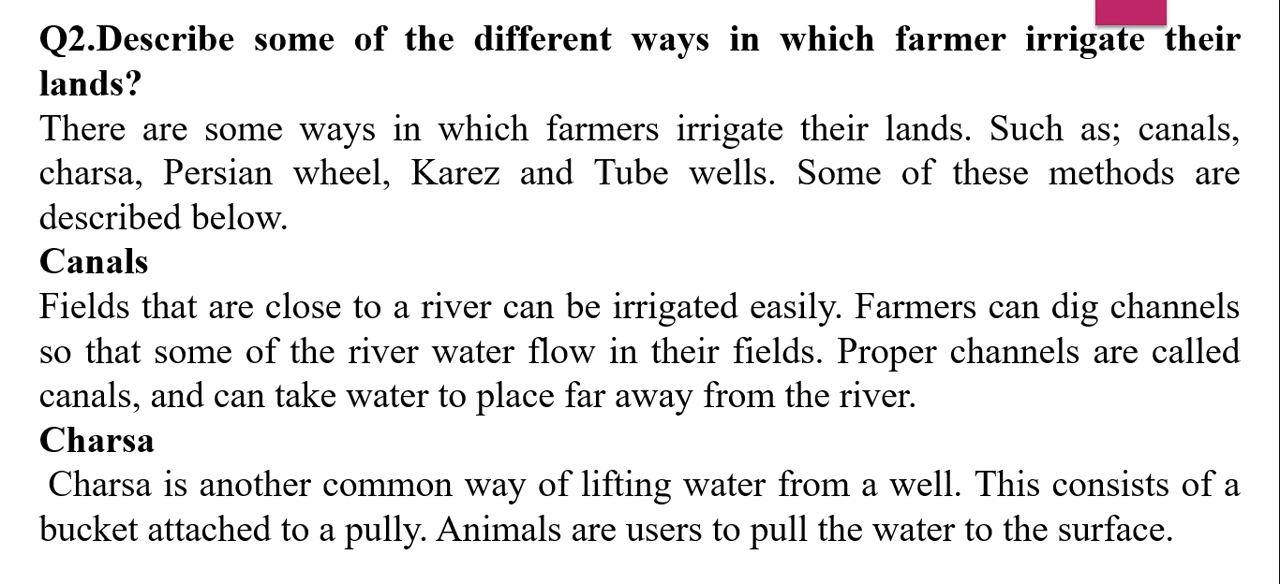 Q2.Describe some of the different ways in which farmer irrigate their
lands?
There are some ways in which farmers irrigate their lands. Such as; canals,
charsa, Persian wheel, Karez and Tube wells. Some of these methods are
described below.
Canals
Fields that are close to a river can be irrigated easily. Farmers can dig channels
so that some of the river water flow in their fields. Proper channels are called
canals, and can take water to place far away from the river.
Charsa
Charsa is another common way of lifting water from a well. This consists of a
bucket attached to a pully. Animals are users to pull the water to the surface.